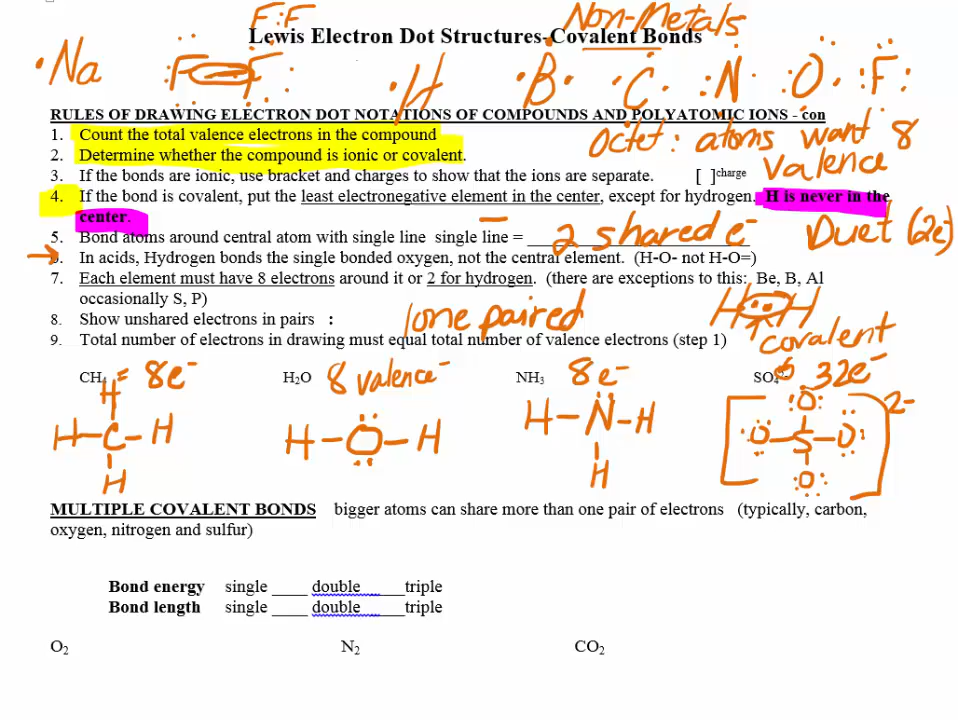 F : F Non-Metals
Lewis Electron Dot Structures-Covalent Bonds
Na F F H B C N O F
RULES OF DRAWING ELECTRON DOT NOTATIONS OF COMPOUNDS AND POLYATOMIC IONS - con
1. Count the total valence electrons in the compound
Octet : atoms want 8
valence
2. Determine whether the compound is ionic or covalent.
3. If the bonds are ionic, use bracket and charges to show that the ions are separate. [ ]charge
4. If the bond is covalent, put the least electronegative element in the center, except for hydrogen. H is never in the
center.
5. Bond atoms around central atom with single line single line = 2 shared e-
Duet (2e-)
6. In acids, Hydrogen bonds the single bonded oxygen, not the central element. (H-O- not H-O=)
7. Each element must have 8 electrons around it or 2 for hydrogen. (there are exceptions to this: Be, B, Al
occasionally S, P)
H : H
covalent
8. Show unshared electrons in pairs : lone paired
9. Total number of electrons in drawing must equal total number of valence electrons (step 1)
CH4 = 8e- H2O 8 valence e- NH3 8 e- SO4 2- 32e-
H
H-C-H
H
H-O-H
H-N-H
H
[O
O-S-O
O] 2-
MULTIPLE COVALENT BONDS bigger atoms can share more than one pair of electrons (typically, carbon,
oxygen, nitrogen and sulfur)
Bond energy single ____ double ____triple
Bond length single ____ double ____triple
O2 N2 CO2